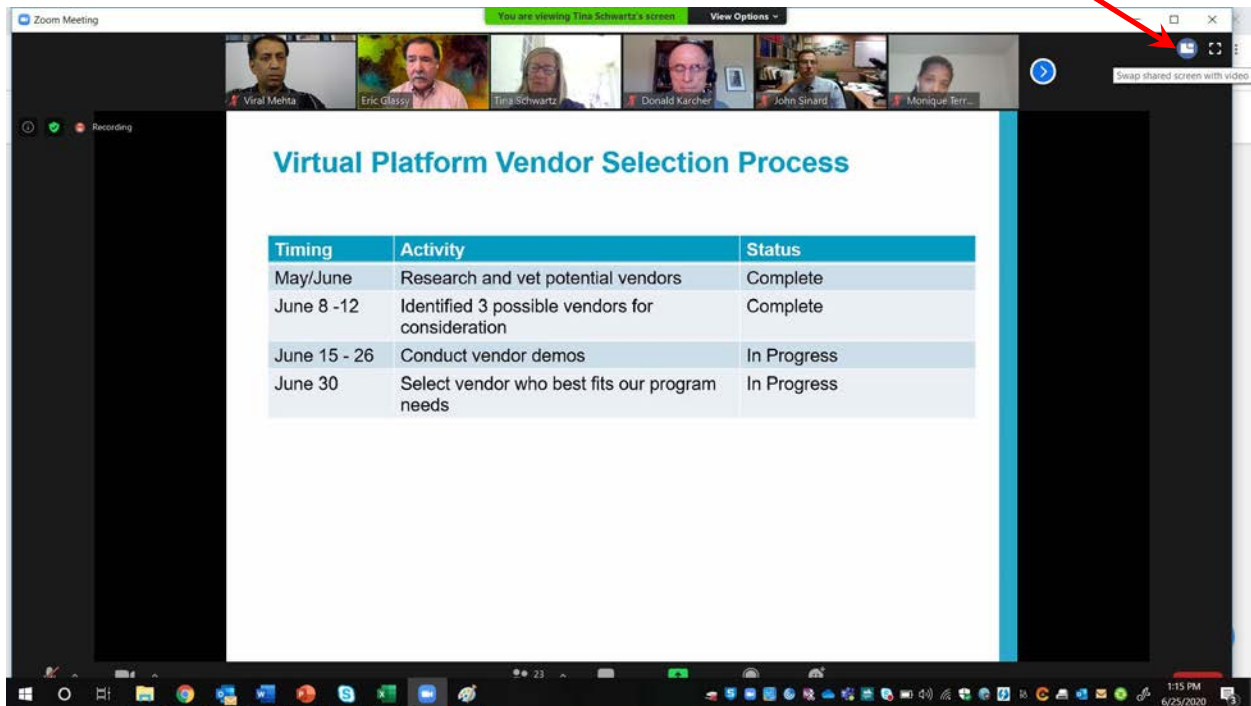 Zoom Meeting
You are viewing Tina Schwartz's screen View Options
Swap shared screen with video
Viral Mehta
Eric Glassy
Tina Schwartz
Donald Karcher
John Sinard
Monique Terr...
Recording
Virtual Platform Vendor Selection Process
Timing Activity Status
May/June Research and vet potential vendors Complete
June 8 -12 Identified 3 possible vendors for
consideration Complete
June 15 - 26 Conduct vendor demos In Progress
June 30 Select vendor who best fits our program
needs In Progress
23
1:15 PM
6/25/2020
3